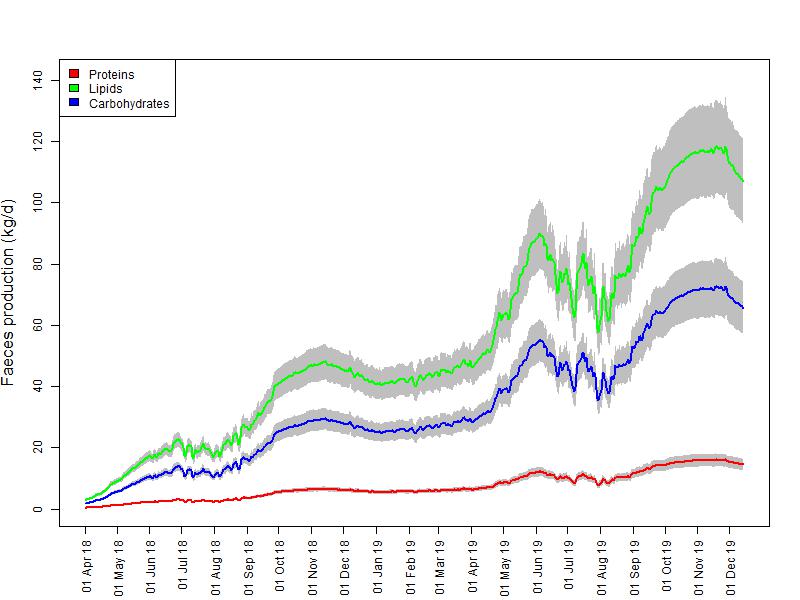 Proteins
Lipids
Carbohydrates
Faeces production (kg/d)
140
120
100
80
60
40
20
0
01 Apr 18
01 May 18
01 Jun 18
01 Jul 18
01 Aug 18
01 Sep 18
01 Oct 18
01 Nov 18
01 Dec 18
01 Jan 19
01 Feb 19
01 Mar 19
01 Apr 19
01 May 19
01 Jun 19
01 Jul 19
01 Aug 19
01 Sep 19
01 Oct 19
01 Nov 19
01 Dec 19